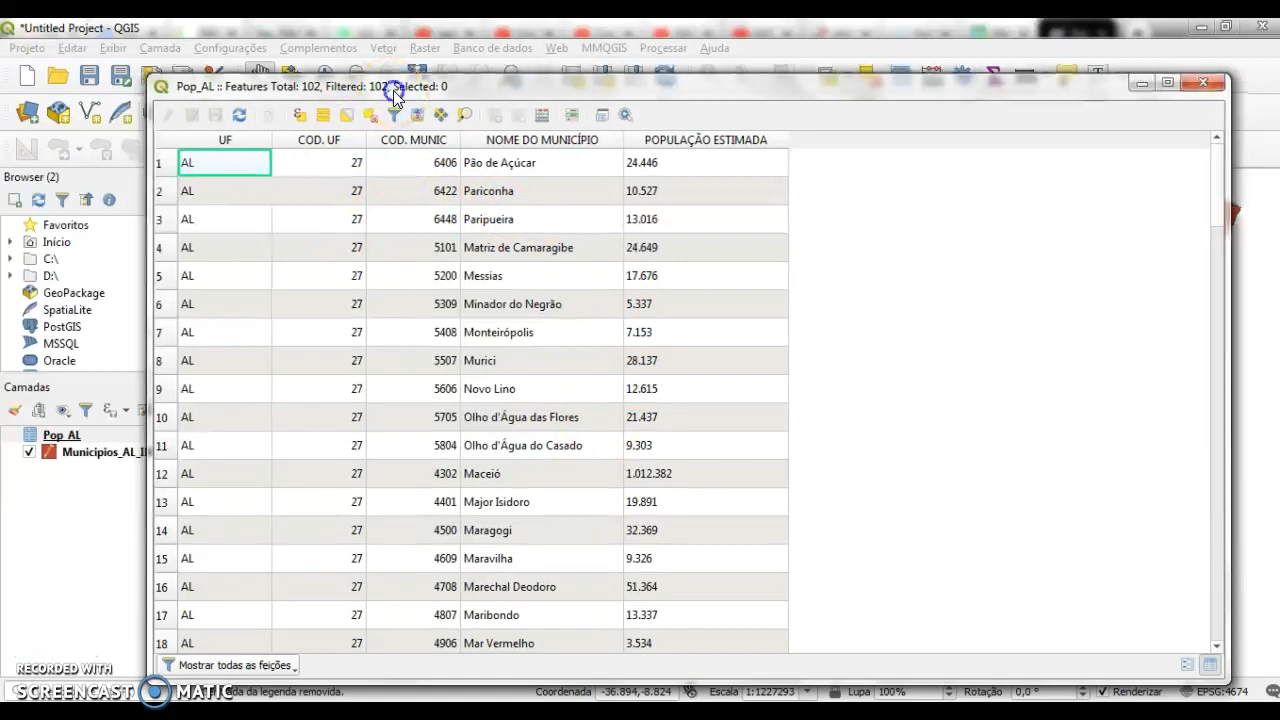 *Untitled Project - QGIS
Projeto Editar Exibir Camada Configurações Complementos Vetor Raster Banco de dados Web MMQGIS Processar Ajuda
Pop_AL :: Features Total: 102, Filtered: 102, Selected: 0
UF COD. UF COD. MUNIC NOME DO MUNICÍPIO POPULAÇÃO ESTIMADA
1 AL 27 6406 Pão de Açúcar 24.446
2 AL 27 6422 Pariconha 10.527
3 AL 27 6448 Paripueira 13.016
4 AL 27 5101 Matriz de Camaragibe 24.649
5 AL 27 5200 Messias 17.676
6 AL 27 5309 Minador do Negrão 5.337
7 AL 27 5408 Monteirópolis 7.153
8 AL 27 5507 Murici 28.137
9 AL 27 5606 Novo Lino 12.615
10 AL 27 5705 Olho d'Água das Flores 21.437
11 AL 27 5804 Olho d'Água do Casado 9.303
12 AL 27 4302 Maceió 1.012.382
13 AL 27 4401 Major Isidoro 19.891
14 AL 27 4500 Maragogi 32.369
15 AL 27 4609 Maravilha 9.326
16 AL 27 4708 Marechal Deodoro 51.364
17 AL 27 4807 Maribondo 13.337
18 AL 27 4906 Mar Vermelho 3.534
Mostrar todas as feições
Browser (2)
Favoritos
Início
C:\
D:\
GeoPackage
SpatiaLite
PostGIS
MSSQL
Oracle
Camadas
Pop_AL
Municipios_AL_I
RECORDED WITH
SCREENCAST MATIC
da legenda removida. Coordenada -36.894,-8.824 Escala 1:1227293 Lupa 100% Rotação 0,0 ° Renderizar EPSG:4674